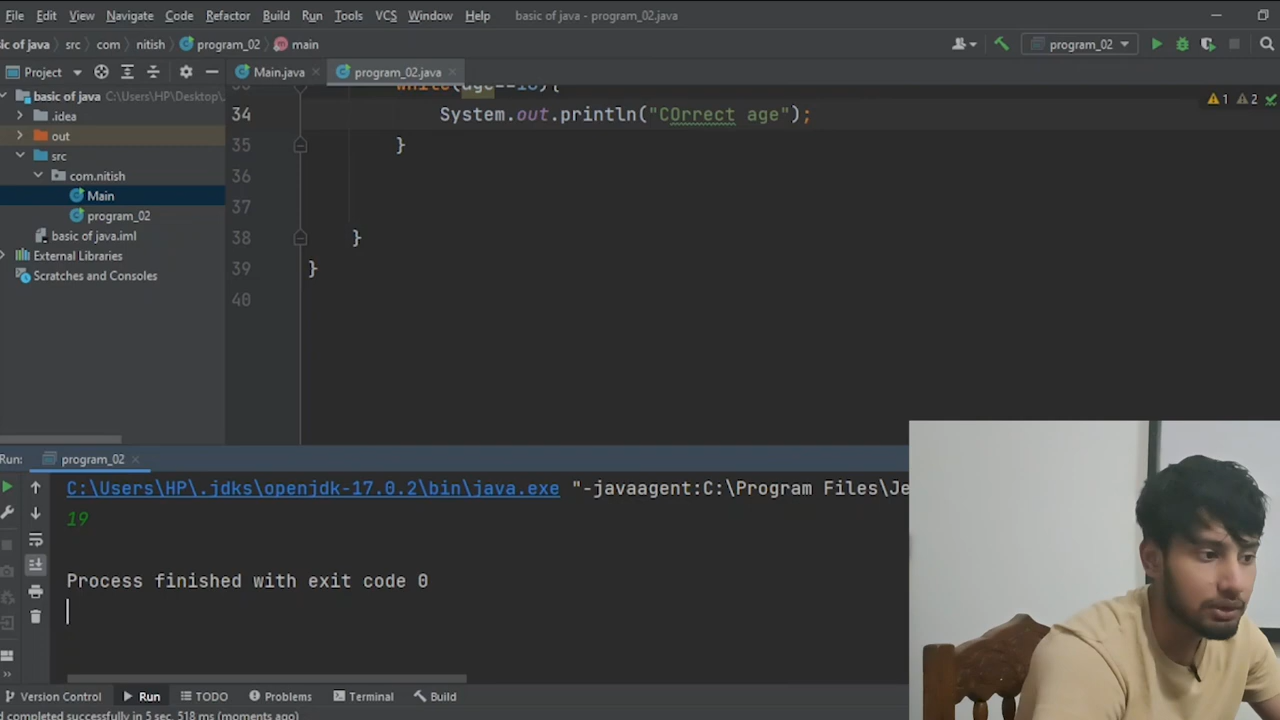 File Edit View Navigate Code Refactor Build Run Tools VCS Window Help basic of java - program_02.java
ic of java src com nitish program_02 main program_02
Project Main.java program_02.java
basic of java C:\Users\HP\Desktop\
while(age==18){
1 2
.idea
34 System.out.println("COrrect age");
out
35 }
src
com.nitish
36
Main
37
program_02
38 }
basic of java.iml
External Libraries
39 }
Scratches and Consoles
40
Run: program_02
C:\Users\HP\.jdks\openjdk-17.0.2\bin\java.exe "-javaagent:C:\Program Files\Je
19
Process finished with exit code 0
Version Control Run TODO Problems Terminal Build
d completed successfully in 5 sec, 518 ms (moments ago)